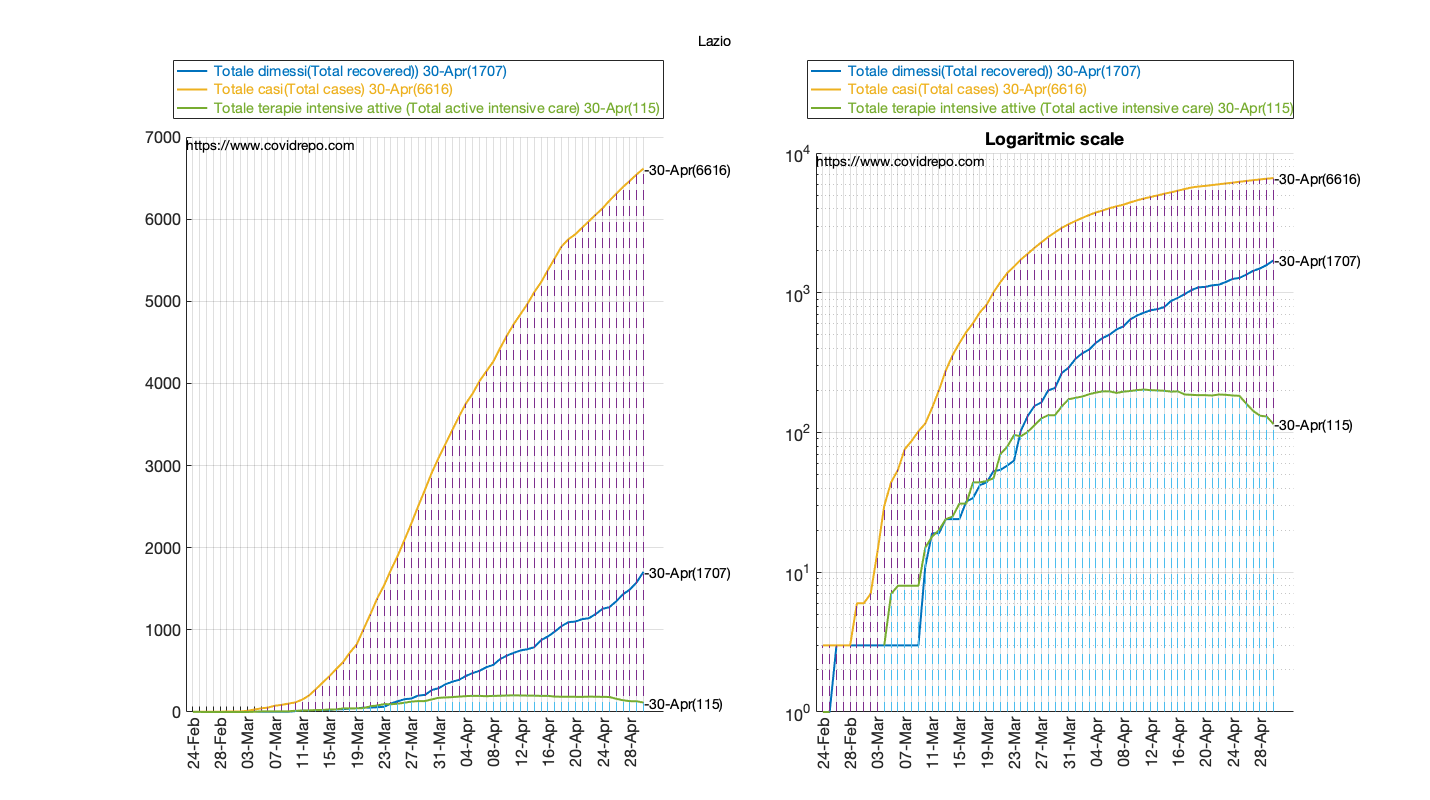 Lazio
Totale dimessi(Total recovered)) 30-Apr(1707)
Totale casi(Total cases) 30-Apr(6616)
Totale terapie intensive attive (Total active intensive care) 30-Apr(115)
7000
6000
5000
4000
3000
2000
1000
0
https://www.covidrepo.com
-30-Apr(6616)
-30-Apr(1707)
-30-Apr(115)
24-Feb
28-Feb
03-Mar
07-Mar
11-Mar
15-Mar
19-Mar
23-Mar
27-Mar
31-Mar
04-Apr
08-Apr
12-Apr
16-Apr
20-Apr
24-Apr
28-Apr
Totale dimessi(Total recovered)) 30-Apr(1707)
Totale casi(Total cases) 30-Apr(6616)
Totale terapie intensive attive (Total active intensive care) 30-Apr(115)
Logaritmic scale
10^4
10^3
10^2
10^1
10^0
https://www.covidrepo.com
-30-Apr(6616)
-30-Apr(1707)
-30-Apr(115)
24-Feb
28-Feb
03-Mar
07-Mar
11-Mar
15-Mar
19-Mar
23-Mar
27-Mar
31-Mar
04-Apr
08-Apr
12-Apr
16-Apr
20-Apr
24-Apr
28-Apr